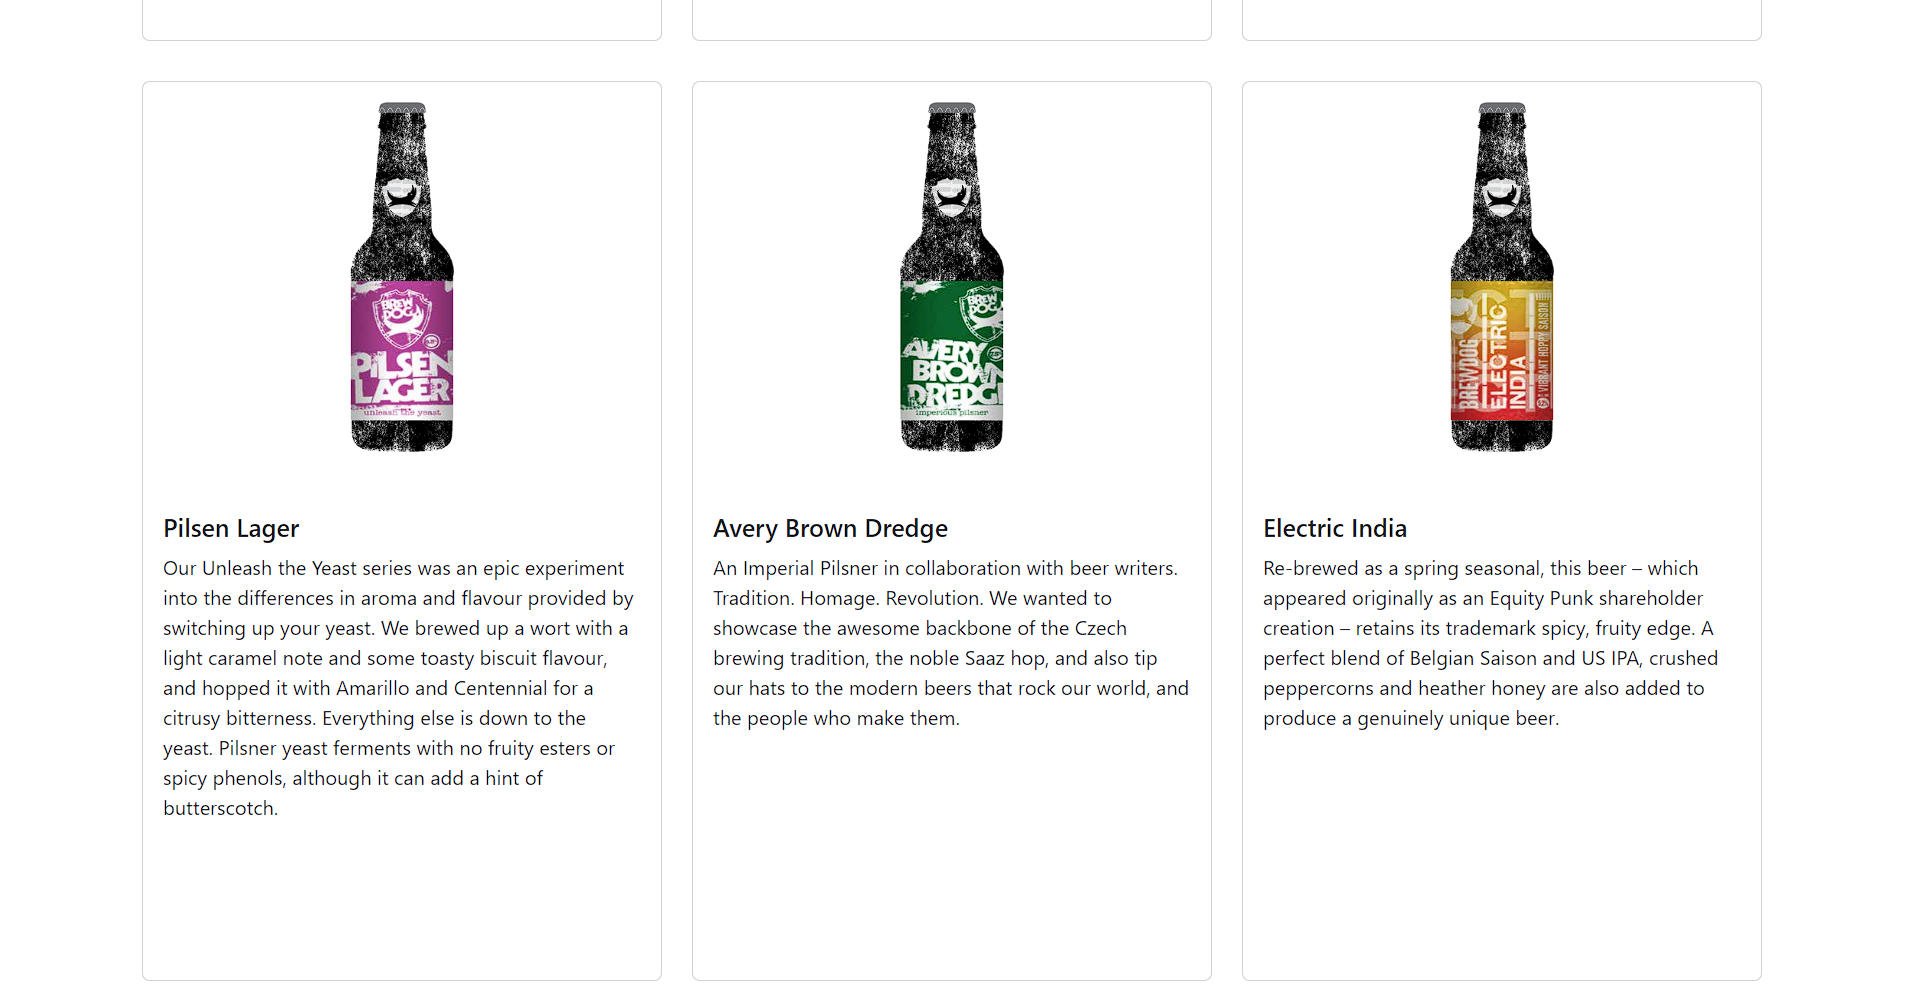 BREW
DOG
PILSEN
LAGER
unleash the yeast
Pilsen Lager
Our Unleash the Yeast series was an epic experiment
into the differences in aroma and flavour provided by
switching up your yeast. We brewed up a wort with a
light caramel note and some toasty biscuit flavour,
and hopped it with Amarillo and Centennial for a
citrusy bitterness. Everything else is down to the
yeast. Pilsner yeast ferments with no fruity esters or
spicy phenols, although it can add a hint of
butterscotch.
BREW
DOG
AVERY
BROWN
DREDG
imperious pilsner
Avery Brown Dredge
An Imperial Pilsner in collaboration with beer writers.
Tradition. Homage. Revolution. We wanted to
showcase the awesome backbone of the Czech
brewing tradition, the noble Saaz hop, and also tip
our hats to the modern beers that rock our world, and
the people who make them.
BREWDOG
ELECTRIC
INDIA
VIBRANT HOPPY SAISON
Electric India
Re-brewed as a spring seasonal, this beer – which
appeared originally as an Equity Punk shareholder
creation – retains its trademark spicy, fruity edge. A
perfect blend of Belgian Saison and US IPA, crushed
peppercorns and heather honey are also added to
produce a genuinely unique beer.